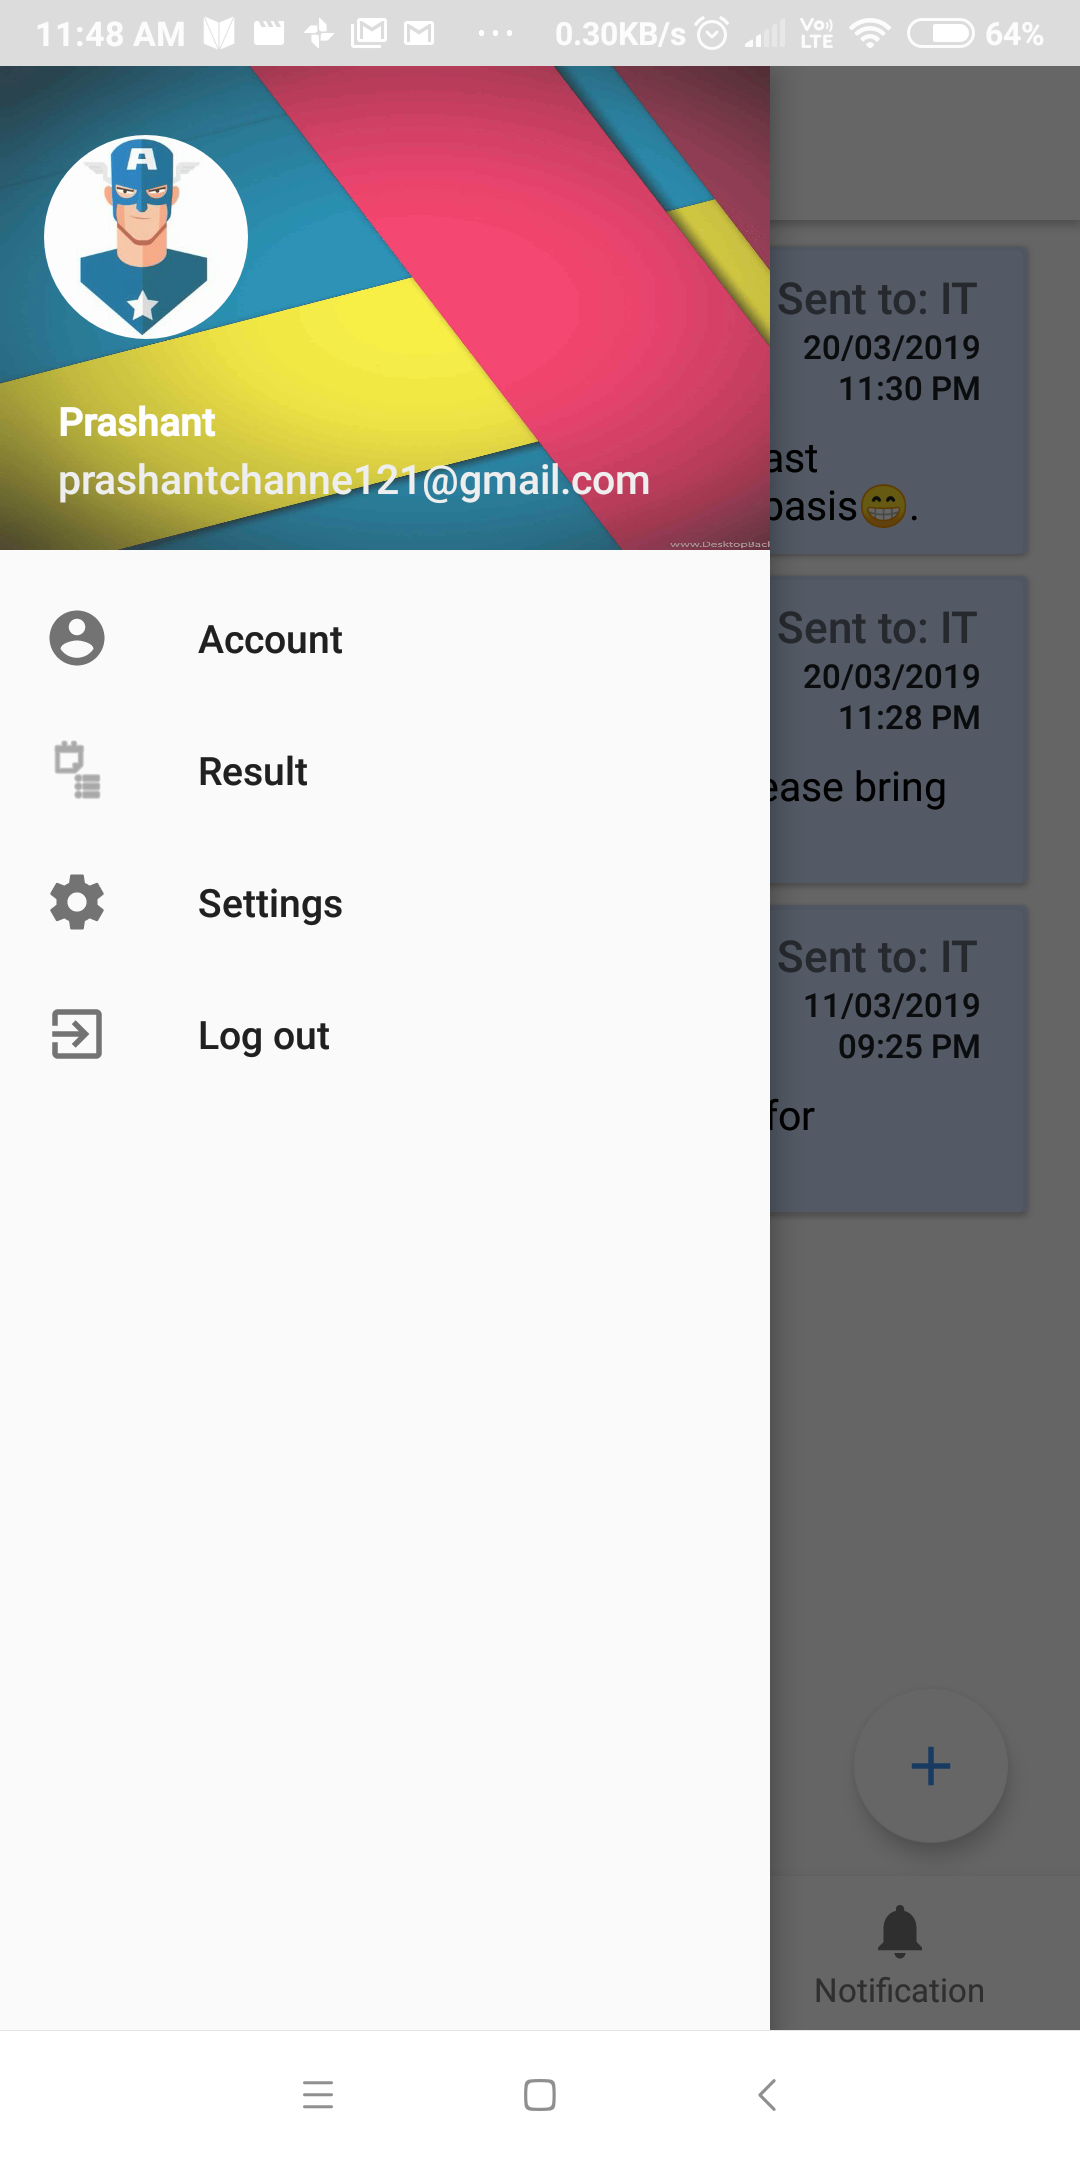 11:48 AM ... 0.30KB/s Vo) LTE 64%
A
Prashant
prashantchanne121@gmail.com
www.DesktopBack
Account
Result
Settings
Log out
Sent to: IT
20/03/2019
11:30 PM
ast
basis😁.
Sent to: IT
20/03/2019
11:28 PM
ease bring
Sent to: IT
11/03/2019
09:25 PM
for
Notification